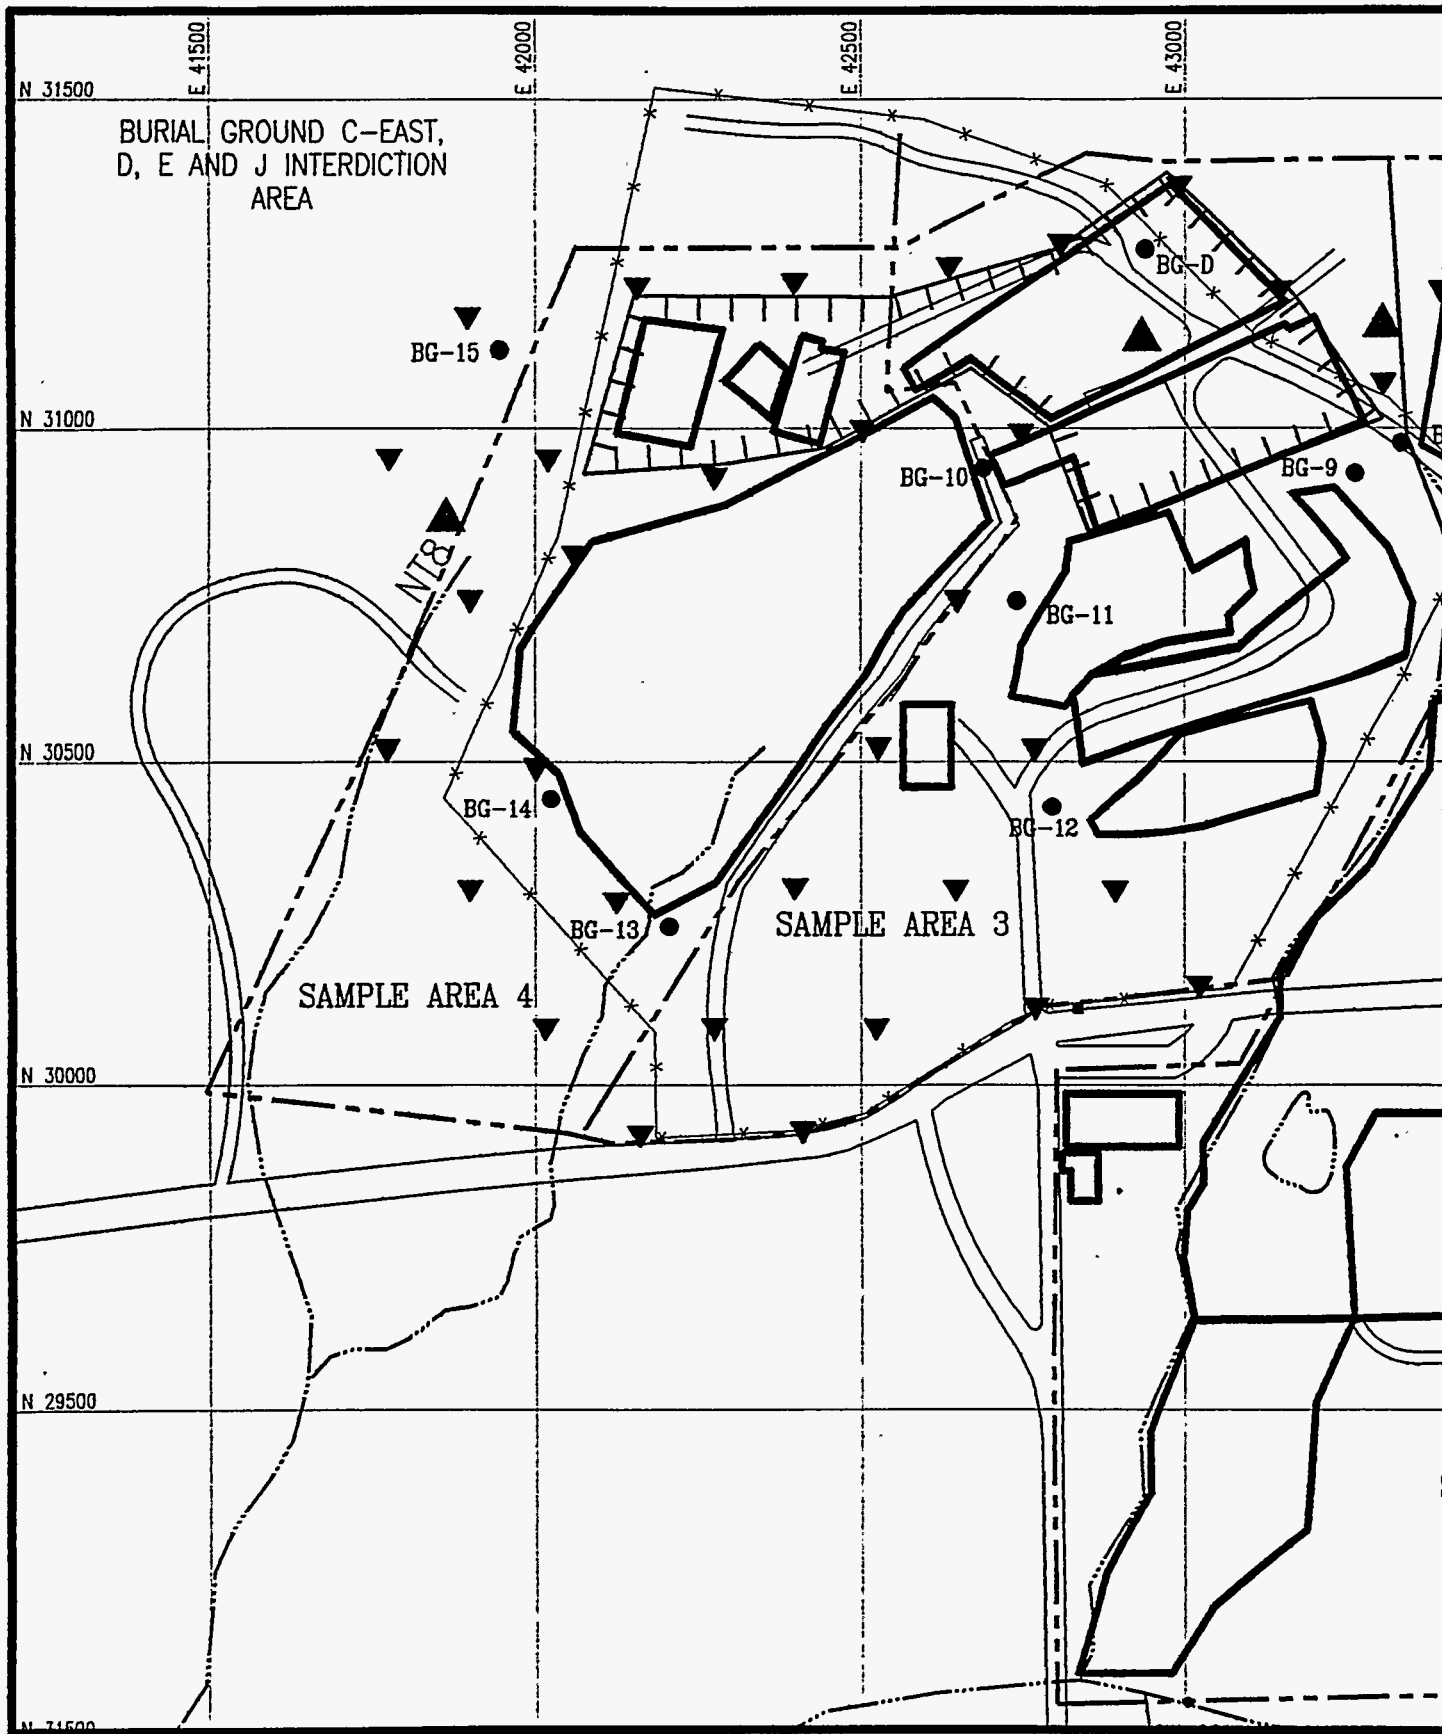 E 41500
E 42000
E 42500
E 43000
N 31500
BURIAL GROUND C-EAST,
D, E AND J INTERDICTION
AREA
BG-D
BG-15
N 31000
BG-10
BG-9
NT8
BG-11
N 30500
BG-14
BG-12
BG-13
SAMPLE AREA 3
SAMPLE AREA 4
N 30000
N 29500
N 31500